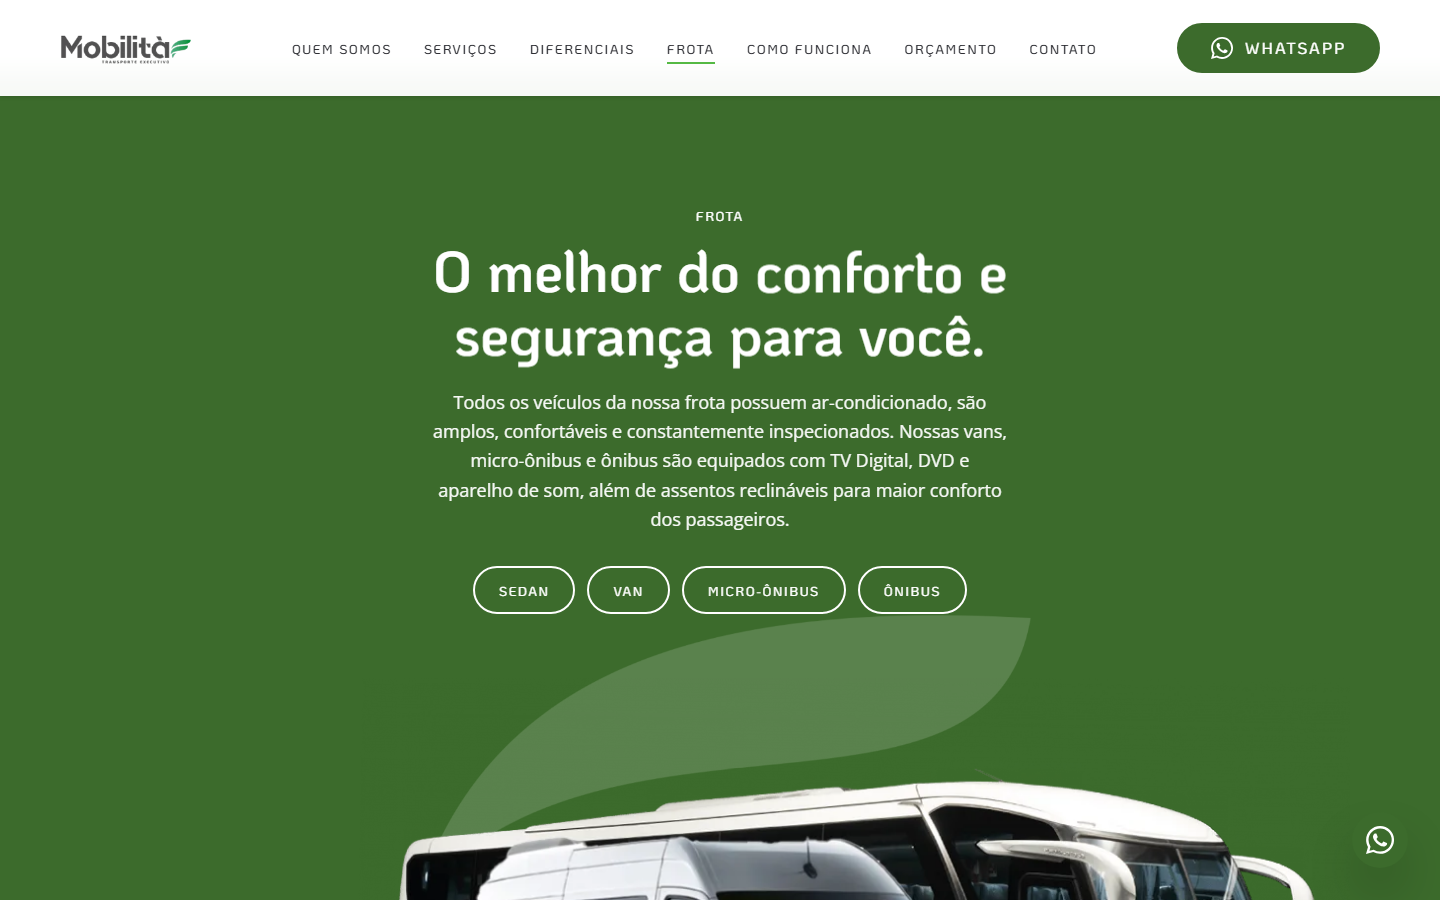 Mobilità
TRANSPORTE EXECUTIVO
QUEM SOMOS
SERVIÇOS
DIFERENCIAIS
FROTA
COMO FUNCIONA
ORÇAMENTO
CONTATO
WHATSAPP
FROTA
O melhor do conforto e
segurança para você.
Todos os veículos da nossa frota possuem ar-condicionado, são
amplos, confortáveis e constantemente inspecionados. Nossas vans,
micro-ônibus e ônibus são equipados com TV Digital, DVD e
aparelho de som, além de assentos reclináveis para maior conforto
dos passageiros.
SEDAN
VAN
MICRO-ÔNIBUS
ÔNIBUS